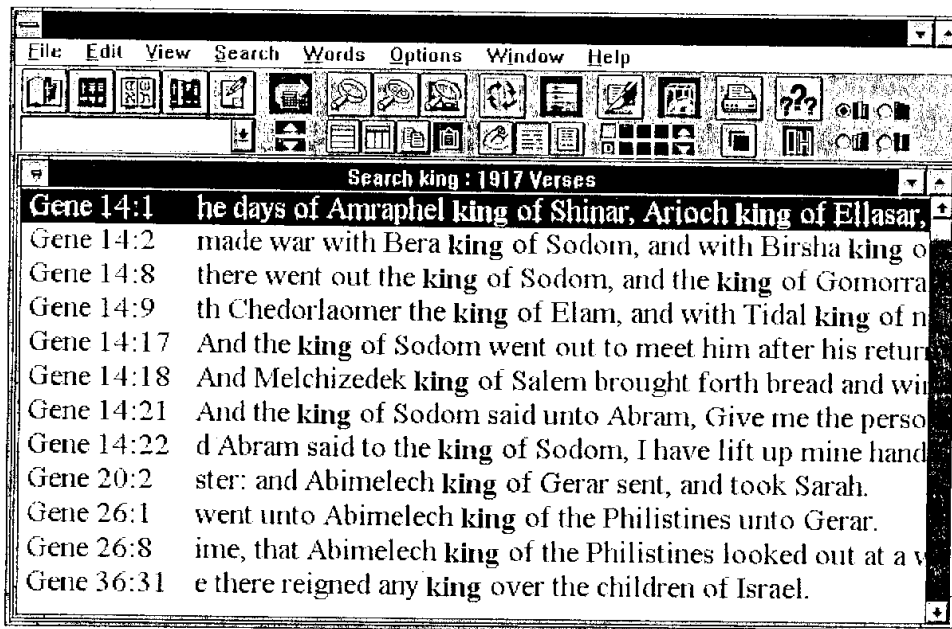 File Edit View Search Words Options Window Help
???
Search king : 1917 Verses
Gene 14:1 he days of Amraphel king of Shinar, Arioch king of Ellasar,
Gene 14:2 made war with Bera king of Sodom, and with Birsha king o
Gene 14:8 there went out the king of Sodom, and the king of Gomorra
Gene 14:9 th Chedorlaomer the king of Elam, and with Tidal king of n
Gene 14:17 And the king of Sodom went out to meet him after his return
Gene 14:18 And Melchizedek king of Salem brought forth bread and win
Gene 14:21 And the king of Sodom said unto Abram, Give me the perso
Gene 14:22 d Abram said to the king of Sodom, I have lift up mine hand
Gene 20:2 ster: and Abimelech king of Gerar sent, and took Sarah.
Gene 26:1 went unto Abimelech king of the Philistines unto Gerar.
Gene 26:8 ime, that Abimelech king of the Philistines looked out at a w
Gene 36:31 e there reigned any king over the children of Israel.